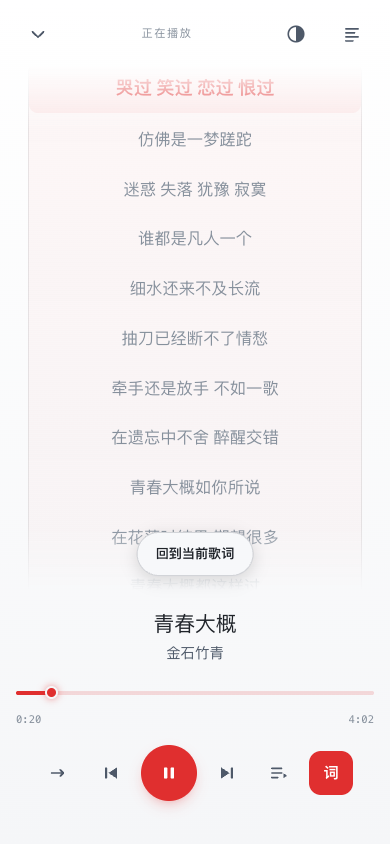 正在播放
哭过 笑过 恋过 恨过
仿佛是一梦蹉跎
迷惑 失落 犹豫 寂寞
谁都是凡人一个
细水还来不及长流
抽刀已经断不了情愁
牵手还是放手 不如一歌
在遗忘中不舍 醉醒交错
青春大概如你所说
在花
很多
回到当前歌词
青春大概
金石竹青
0:20
4:02
词